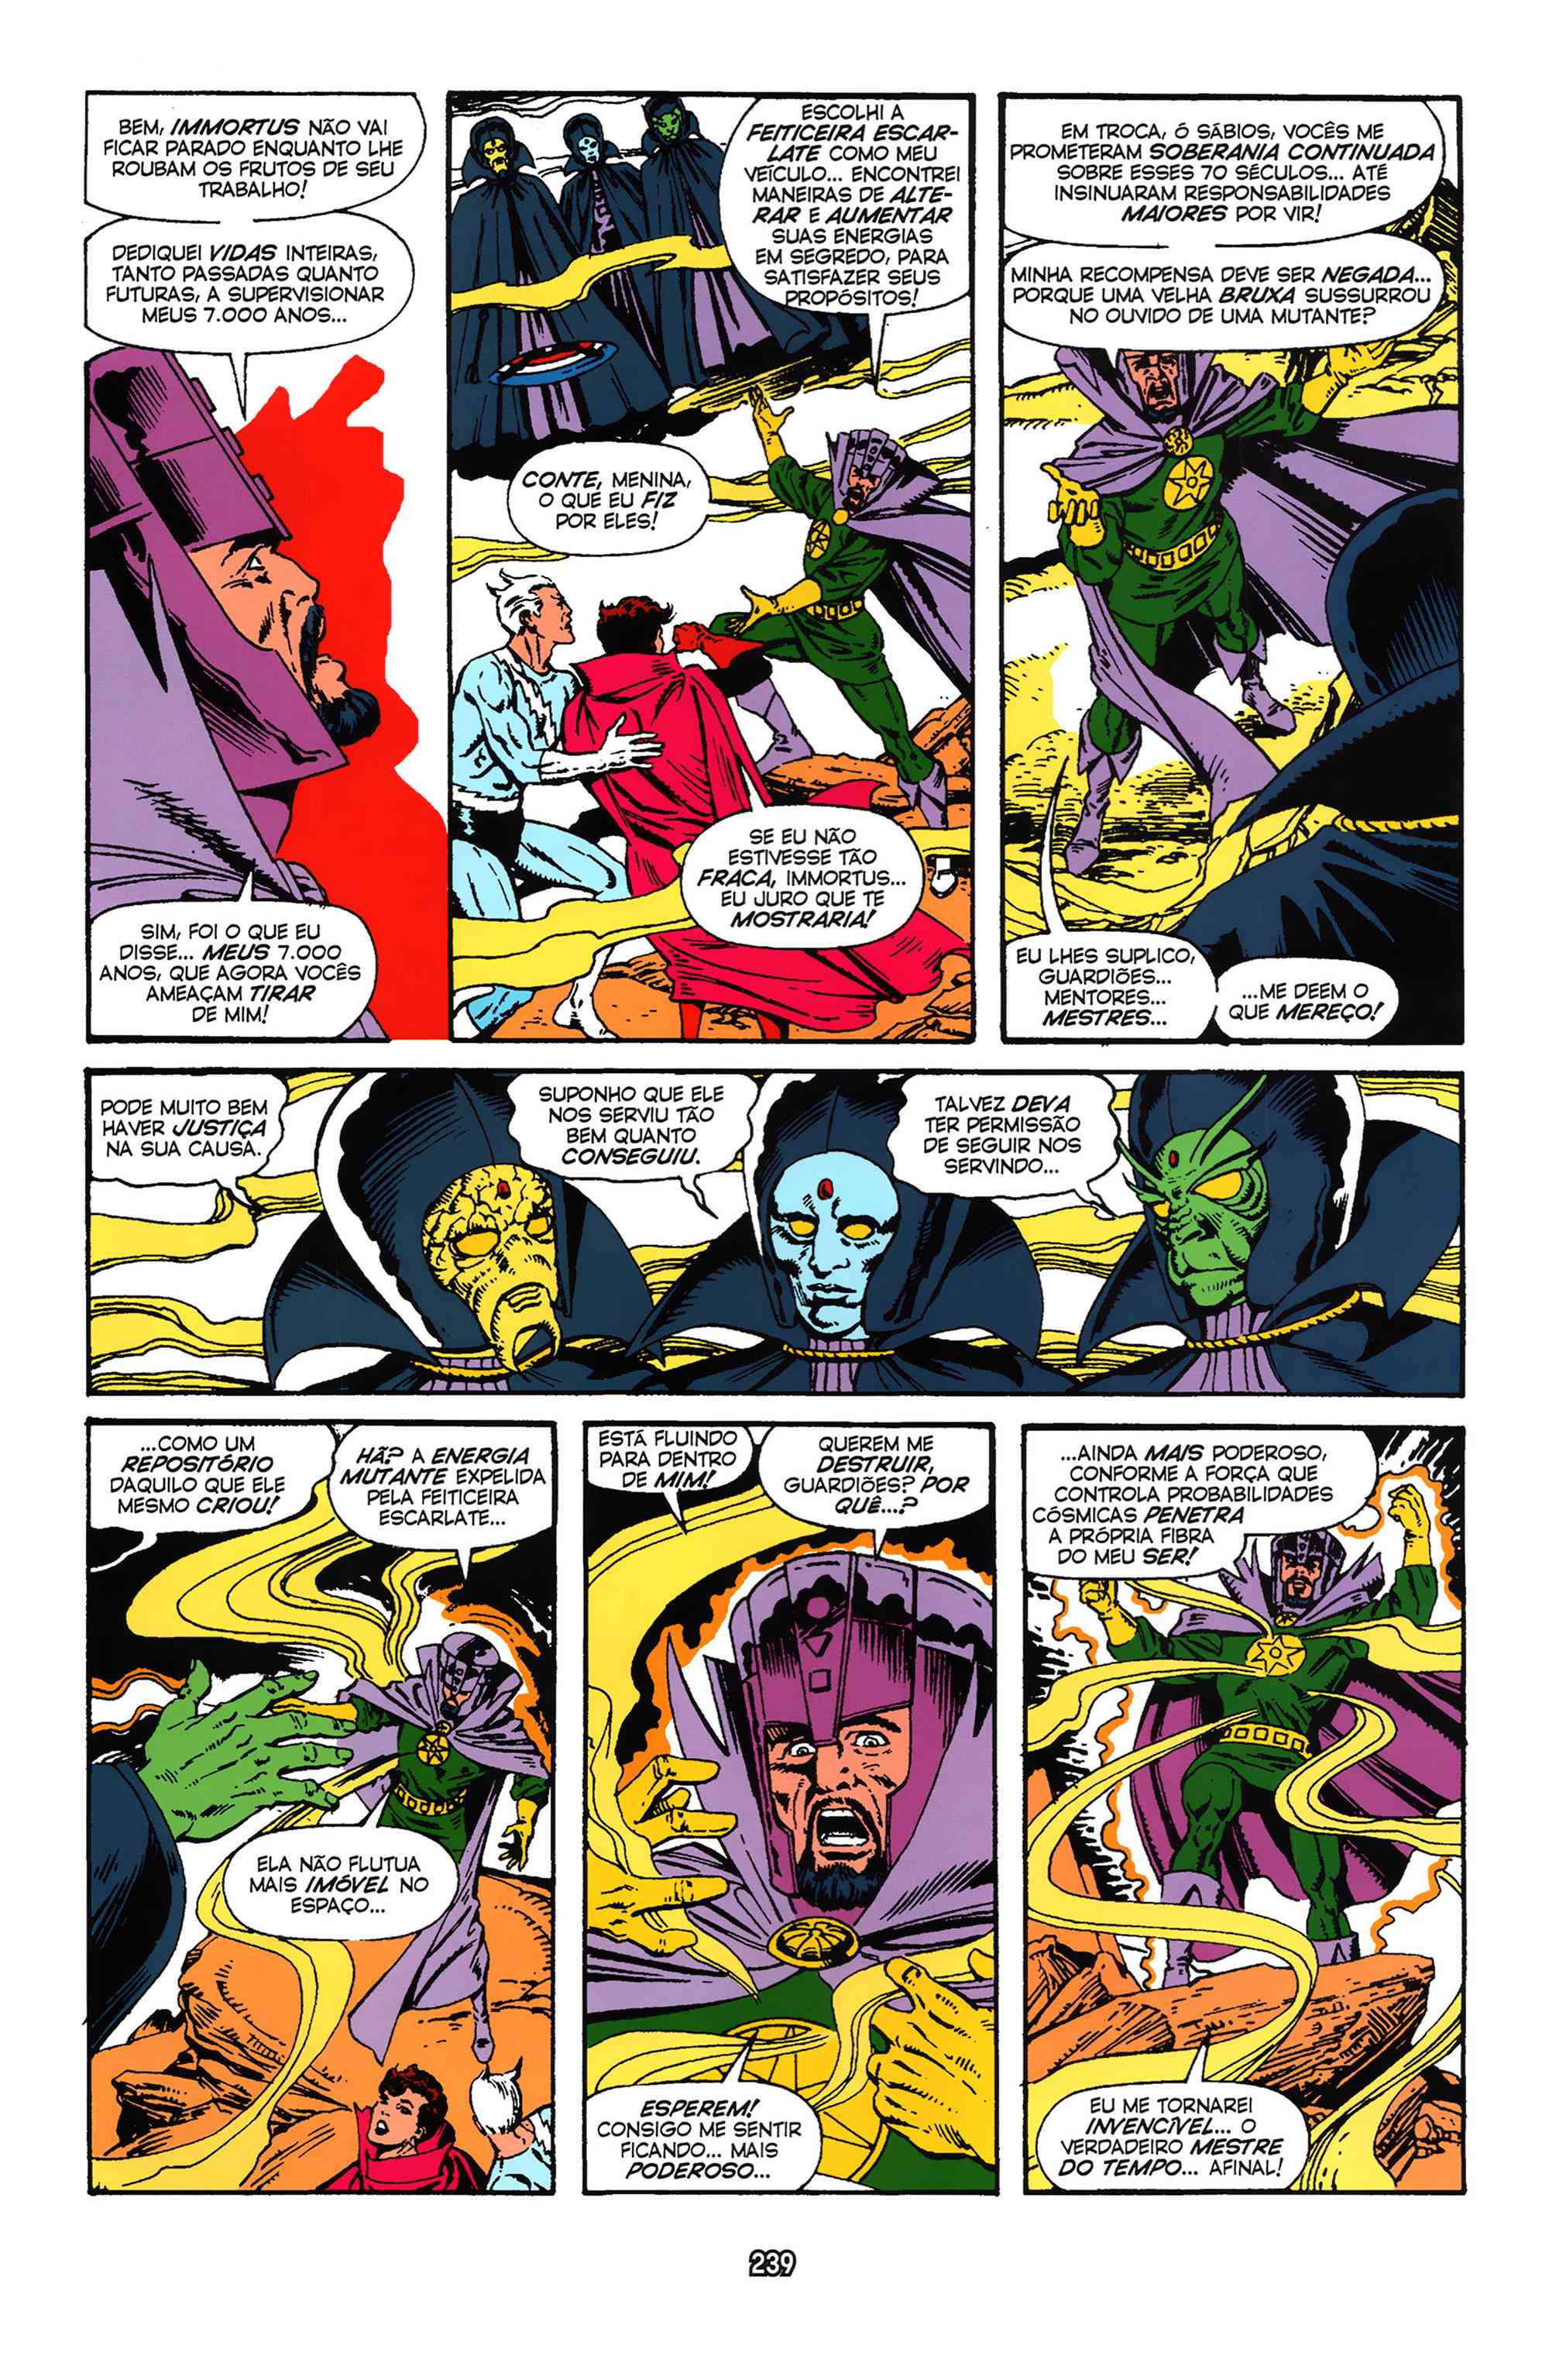 BEM, IMMORTUS NÃO VAI
FICAR PARADO ENQUANTO LHE
ROUBAM OS FRUTOS DE SEU
TRABALHO!
DEDIQUEI VIDAS INTEIRAS,
TANTO PASSADAS QUANTO
FUTURAS, A SUPERVISIONAR
MEUS 7.000 ANOS...
SIM, FOI O QUE EU
DISSE... MEUS 7.000
ANOS, QUE AGORA VOCÊS
AMEAÇAM TIRAR
DE MIM!
ESCOLHI A
FEITICEIRA ESCAR-
LATE COMO MEU
VEÍCULO... ENCONTREI
MANEIRAS DE ALTE-
RAR E AUMENTAR
SUAS ENERGIAS
EM SEGREDO, PARA
SATISFAZER SEUS
PROPÓSITOS!
CONTE, MENINA,
O QUE EU FIZ
POR ELES!
SE EU NÃO
ESTIVESSE TÃO
FRACA, IMMORTUS...
EU JURO QUE TE
MOSTRARIA!
EM TROCA, Ó SÁBIOS, VOCÊS ME
PROMETERAM SOBERANIA CONTINUADA
SOBRE ESSES 70 SÉCULOS... ATÉ
INSINUARAM RESPONSABILIDADES
MAIORES POR VIR!
MINHA RECOMPENSA DEVE SER NEGADA...
PORQUE UMA VELHA BRUXA SUSSURROU
NO OUVIDO DE UMA MUTANTE?
EU LHES SUPLICO,
GUARDIÕES...
MENTORES...
MESTRES...
...ME DEEM O
QUE MEREÇO!
PODE MUITO BEM
HAVER JUSTIÇA
NA SUA CAUSA.
SUPONHO QUE ELE
NOS SERVIU TÃO
BEM QUANTO
CONSEGUIU.
TALVEZ DEVA
TER PERMISSÃO
DE SEGUIR NOS
SERVINDO...
...COMO UM
REPOSITÓRIO
DAQUILO QUE ELE
MESMO CRIOU!
HÃ? A ENERGIA
MUTANTE EXPELIDA
PELA FEITICEIRA
ESCARLATE...
ELA NÃO FLUTUA
MAIS IMÓVEL NO
ESPAÇO...
ESTÁ FLUINDO
PARA DENTRO
DE MIM!
QUEREM ME
DESTRUIR,
GUARDIÕES? POR
QUÊ...?
ESPEREM!
CONSIGO ME SENTIR
FICANDO... MAIS
PODEROSO...
...AINDA MAIS PODEROSO,
CONFORME A FORÇA QUE
CONTROLA PROBABILIDADES
CÓSMICAS PENETRA
A PRÓPRIA FIBRA
DO MEU SER!
EU ME TORNAREI
INVENCÍVEL... O
VERDADEIRO MESTRE
DO TEMPO... AFINAL!
239